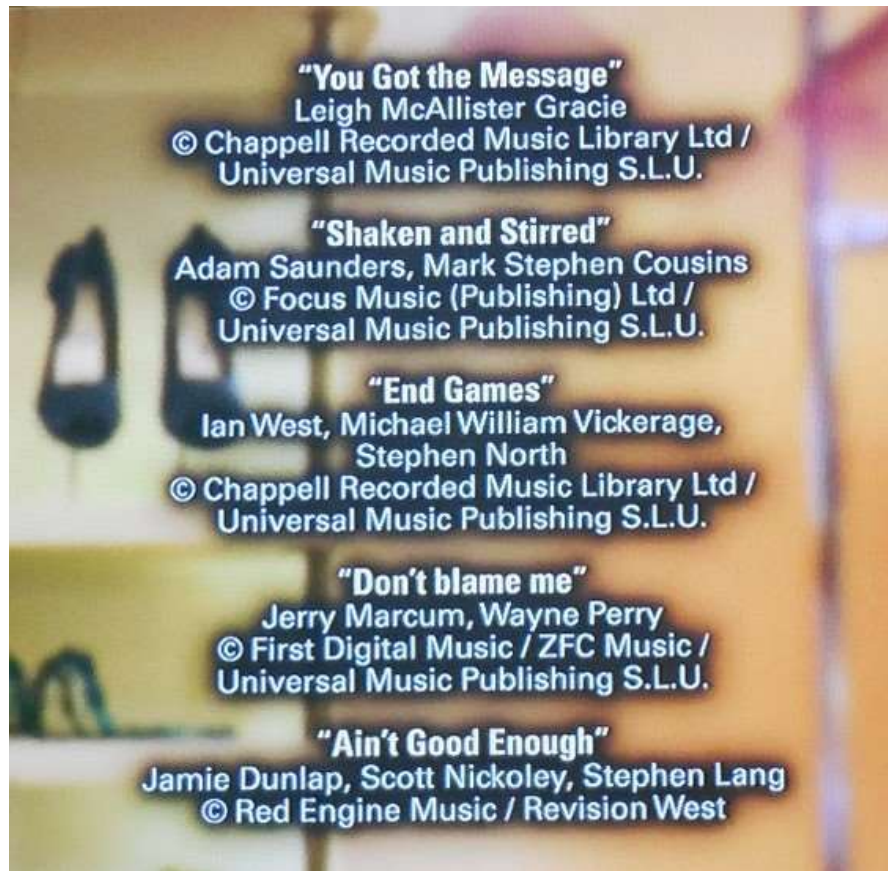 “You Got the Message”
Leigh McAllister Gracie
© Chappell Recorded Music Library Ltd /
Universal Music Publishing S.L.U.
“Shaken and Stirred”
Adam Saunders, Mark Stephen Cousins
© Focus Music (Publishing) Ltd /
Universal Music Publishing S.L.U.
“End Games”
Ian West, Michael William Vickerage,
Stephen North
© Chappell Recorded Music Library Ltd /
Universal Music Publishing S.L.U.
“Don’t blame me”
Jerry Marcum, Wayne Perry
© First Digital Music / ZFC Music /
Universal Music Publishing S.L.U.
“Ain’t Good Enough”
Jamie Dunlap, Scott Nickoley, Stephen Lang
© Red Engine Music / Revision West